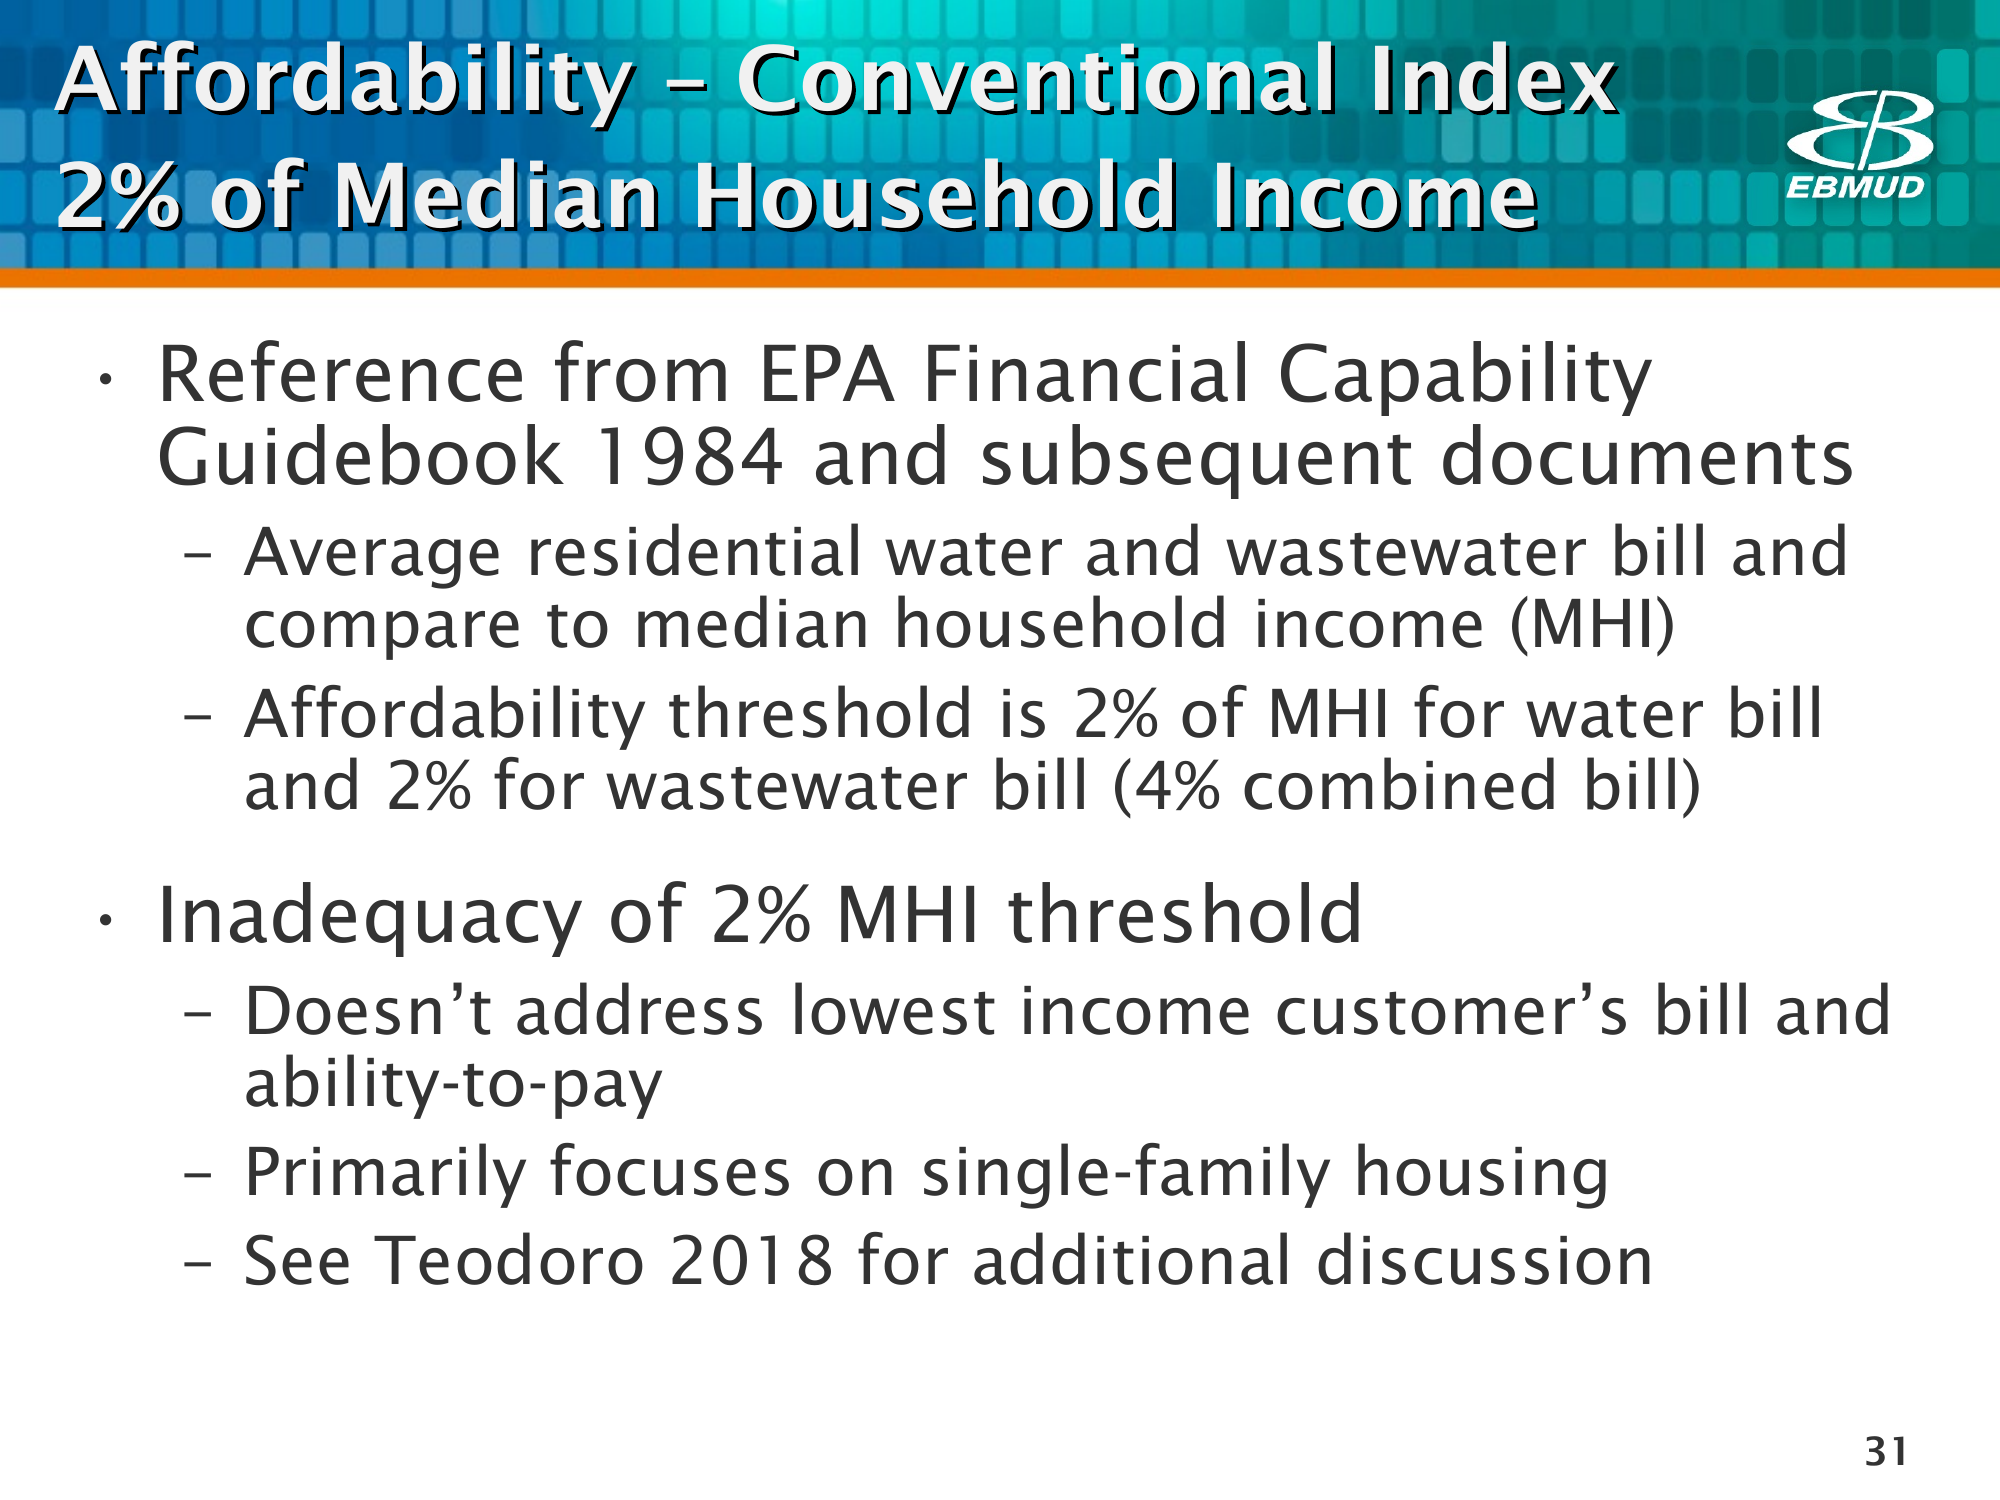 Affordability – Conventional Index
2% of Median Household Income
EBMUD
• Reference from EPA Financial Capability
Guidebook 1984 and subsequent documents
– Average residential water and wastewater bill and
compare to median household income (MHI)
– Affordability threshold is 2% of MHI for water bill
and 2% for wastewater bill (4% combined bill)
• Inadequacy of 2% MHI threshold
– Doesn’t address lowest income customer’s bill and
ability-to-pay
– Primarily focuses on single-family housing
– See Teodoro 2018 for additional discussion
31